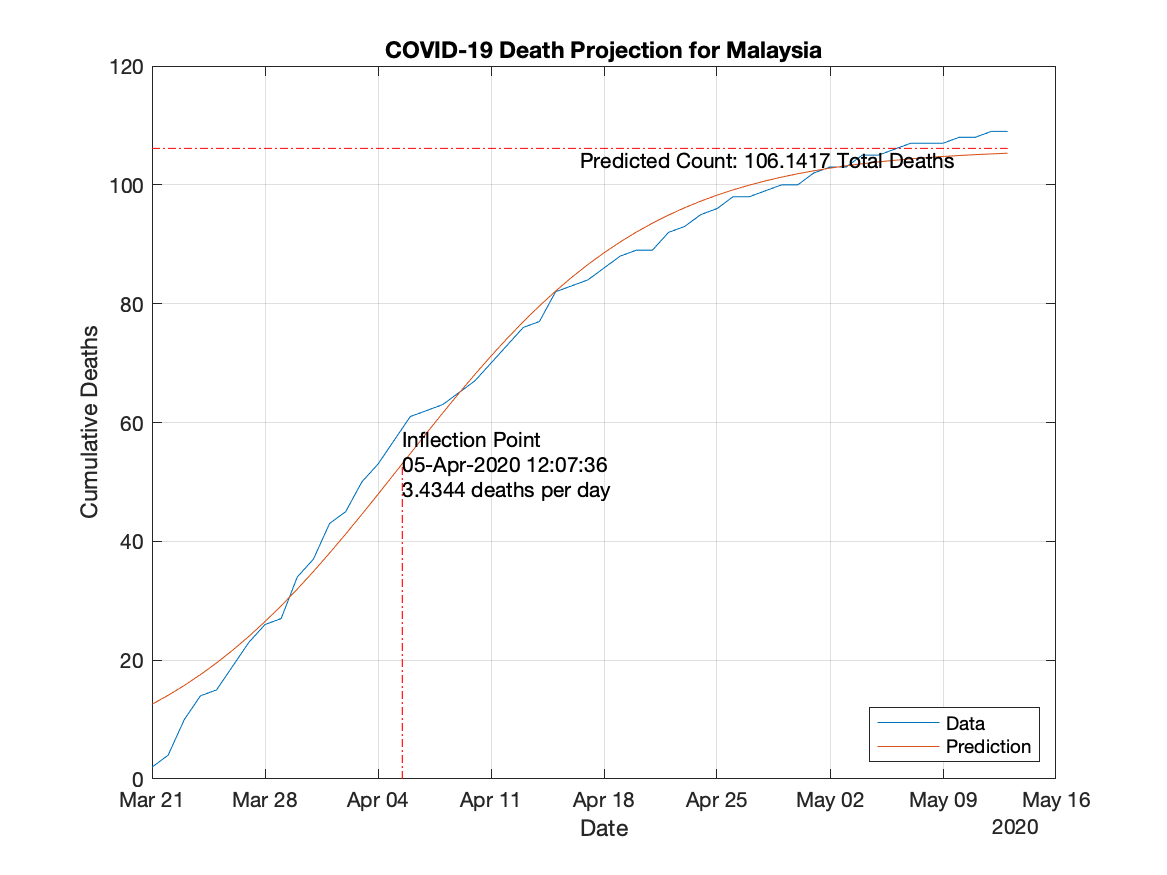 COVID-19 Death Projection for Malaysia
120
100
80
60
40
20
0
Cumulative Deaths
Predicted Count: 106.1417 Total Deaths
Inflection Point
05-Apr-2020 12:07:36
3.4344 deaths per day
Data
Prediction
Mar 21 Mar 28 Apr 04 Apr 11 Apr 18 Apr 25 May 02 May 09 May 16
Date
2020